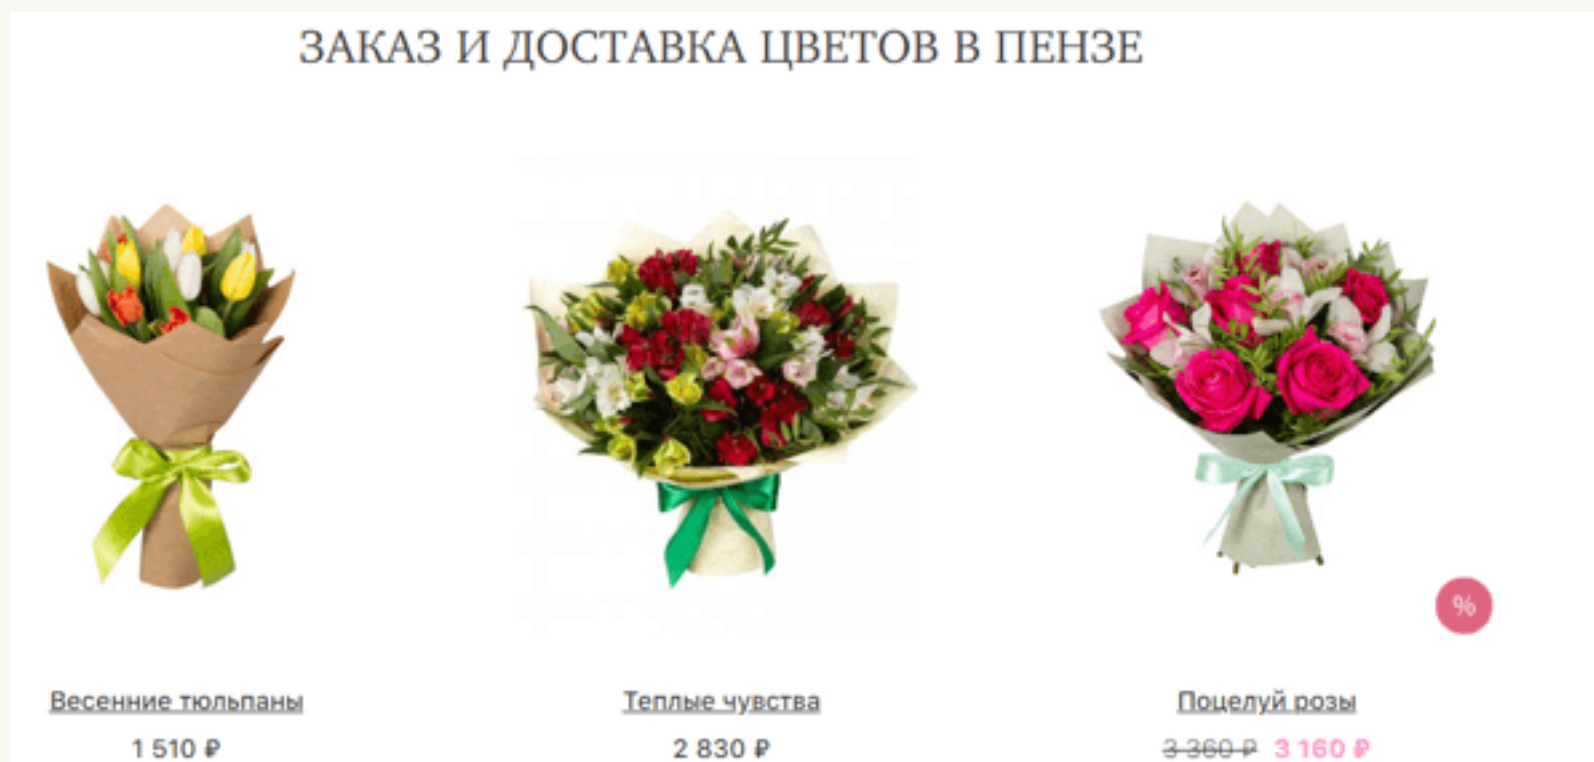 ЗАКАЗ И ДОСТАВКА ЦВЕТОВ В ПЕНЗЕ
%
Весенние тюльпаны
Теплые чувства
Поцелуй розы
1 510 ₽
2 830 ₽
3 360 ₽ 3 160 ₽